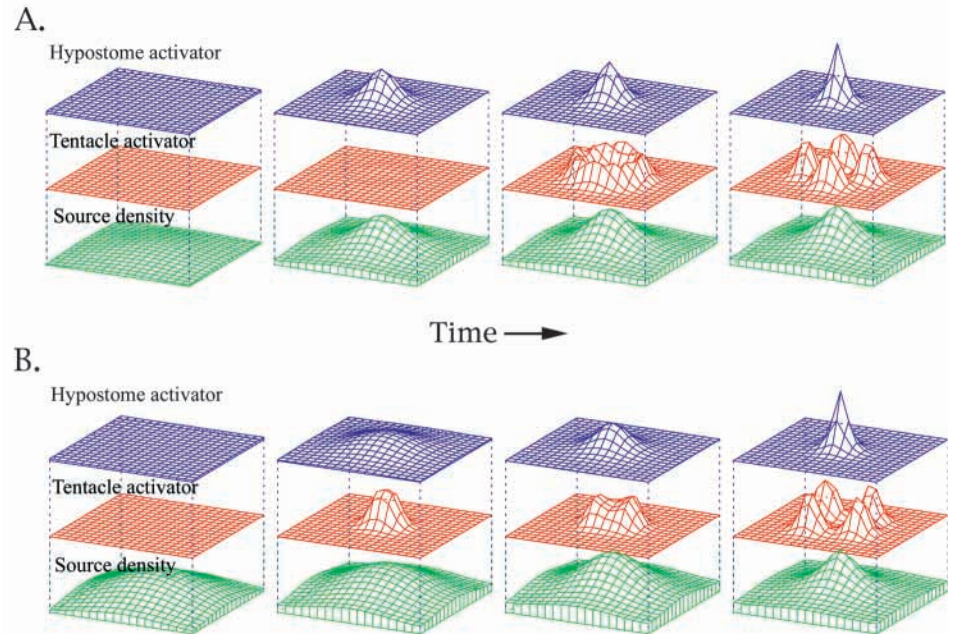 A.
Hypostome activator
Tentacle activator
Source density
Time
B.
Hypostome activator
Tentacle activator
Source density